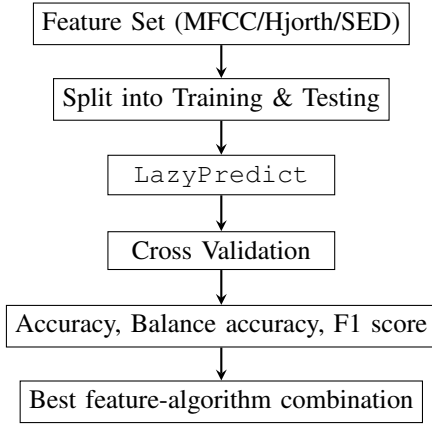 Feature Set (MFCC/Hjorth/SED)
Split into Training & Testing
LazyPredict
Cross Validation
Accuracy, Balance accuracy, F1 score
Best feature-algorithm combination